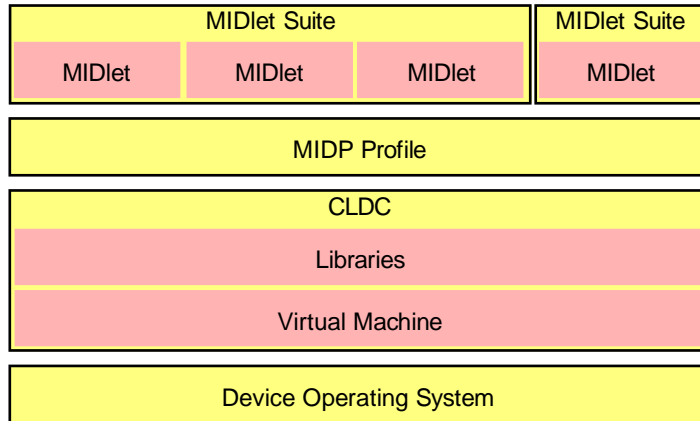 MIDlet Suite MIDlet Suite
MIDlet MIDlet MIDlet MIDlet
MIDP Profile
CLDC
Libraries
Virtual Machine
Device Operating System